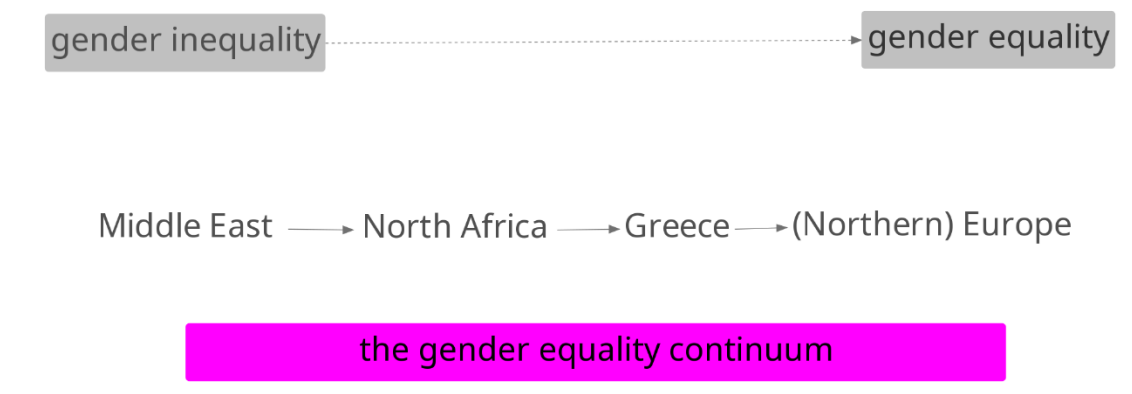 gender inequality
gender equality
Middle East
North Africa
Greece
(Northern) Europe
the gender equality continuum